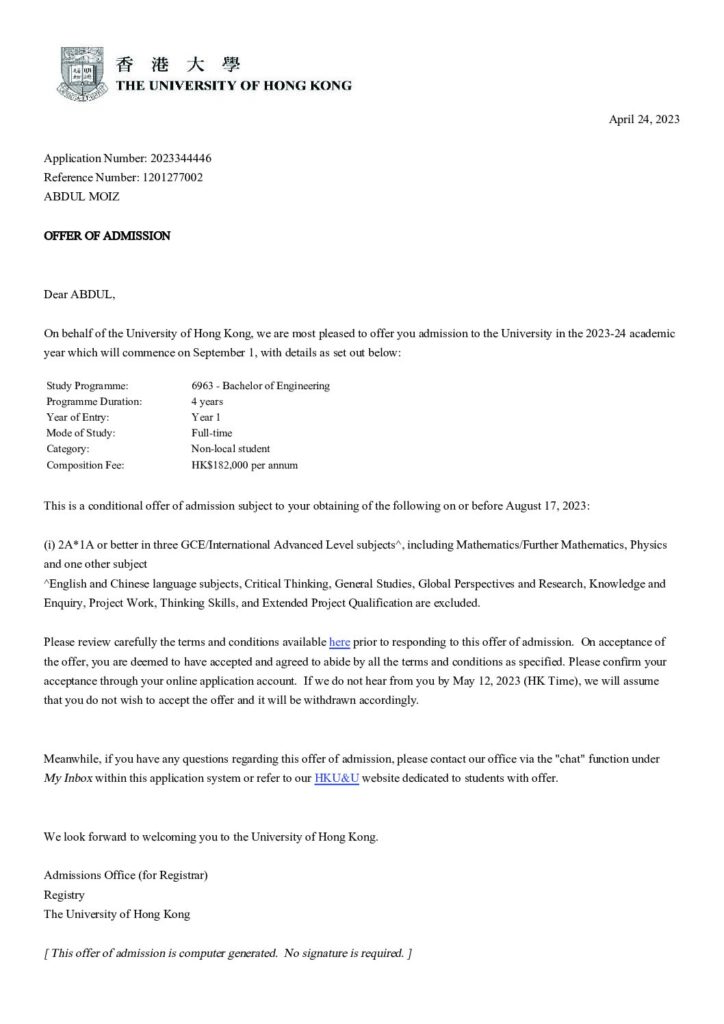 香港大學
THE UNIVERSITY OF HONG KONG
April 24, 2023
Application Number: 2023344446
Reference Number: 1201277002
ABDUL MOIZ
OFFER OF ADMISSION
Dear ABDUL,
On behalf of the University of Hong Kong, we are most pleased to offer you admission to the University in the 2023-24 academic
year which will commence on September 1, with details as set out below:
Study Programme: 6963 - Bachelor of Engineering
Programme Duration: 4 years
Year of Entry: Year 1
Mode of Study: Full-time
Category: Non-local student
Composition Fee: HK$182,000 per annum
This is a conditional offer of admission subject to your obtaining of the following on or before August 17, 2023:
(i) 2A*1A or better in three GCE/International Advanced Level subjects^, including Mathematics/Further Mathematics, Physics
and one other subject
^English and Chinese language subjects, Critical Thinking, General Studies, Global Perspectives and Research, Knowledge and
Enquiry, Project Work, Thinking Skills, and Extended Project Qualification are excluded.
Please review carefully the terms and conditions available here prior to responding to this offer of admission. On acceptance of
the offer, you are deemed to have accepted and agreed to abide by all the terms and conditions as specified. Please confirm your
acceptance through your online application account. If we do not hear from you by May 12, 2023 (HK Time), we will assume
that you do not wish to accept the offer and it will be withdrawn accordingly.
Meanwhile, if you have any questions regarding this offer of admission, please contact our office via the "chat" function under
My Inbox within this application system or refer to our HKU&U website dedicated to students with offer.
We look forward to welcoming you to the University of Hong Kong.
Admissions Office (for Registrar)
Registry
The University of Hong Kong
[ This offer of admission is computer generated. No signature is required. ]